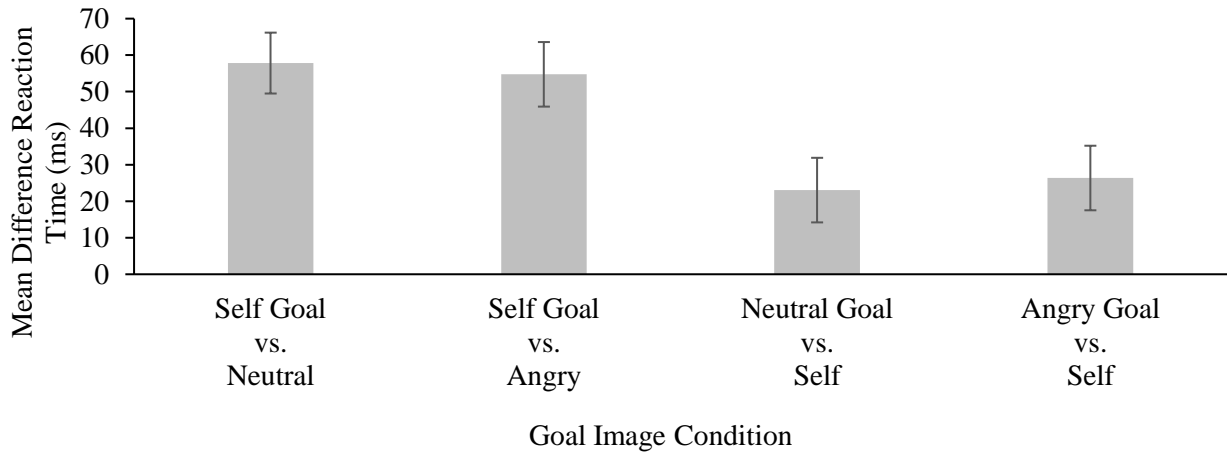 Mean Difference Reaction
Time (ms)
70
60
50
40
30
20
10
0
Self Goal
vs.
Neutral
Self Goal
vs.
Angry
Neutral Goal
vs.
Self
Angry Goal
vs.
Self
Goal Image Condition